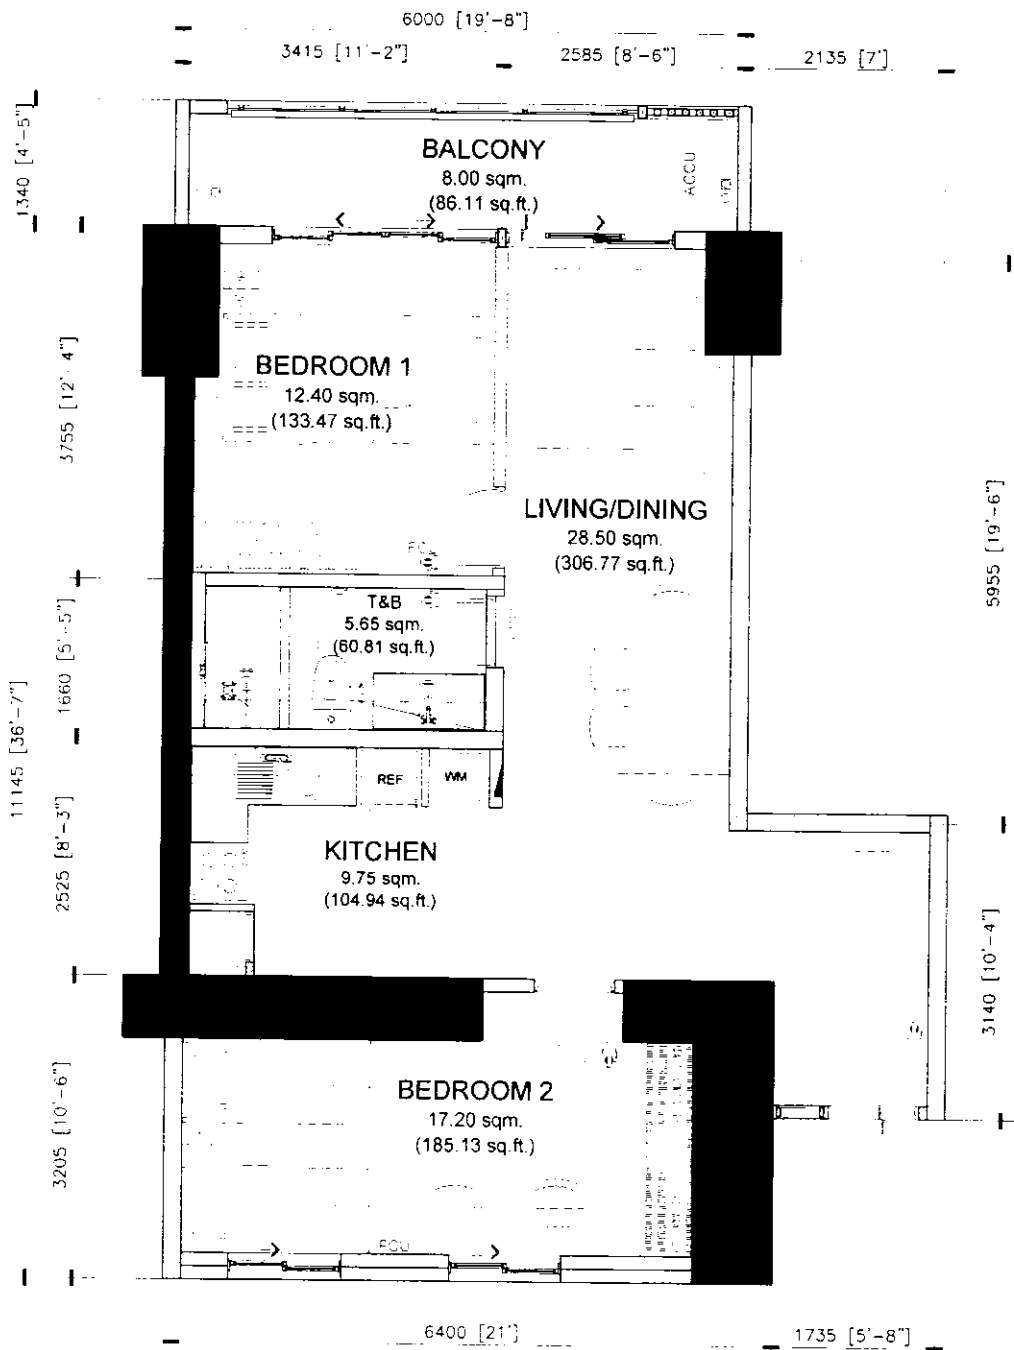 6000 [19'-8"]
3415 [11'-2"]
2585 [8'-6"]
2135 [7']
1340 [4'-5"]
BALCONY
8.00 sqm.
(86.11 sq.ft.)
ACCU
3755 [12'-4"]
BEDROOM 1
12.40 sqm.
(133.47 sq.ft.)
LIVING/DINING
28.50 sqm.
(306.77 sq.ft.)
5955 [19'-6"]
T&B
5.65 sqm.
(60.81 sq.ft.)
1660 [5'-5"]
11145 [36'-7"]
REF
WM
2525 [8'-3"]
KITCHEN
9.75 sqm.
(104.94 sq.ft.)
3140 [10'-4"]
BEDROOM 2
17.20 sqm.
(185.13 sq.ft.)
3205 [10'-6"]
FCU
6400 [21']
1735 [5'-8"]